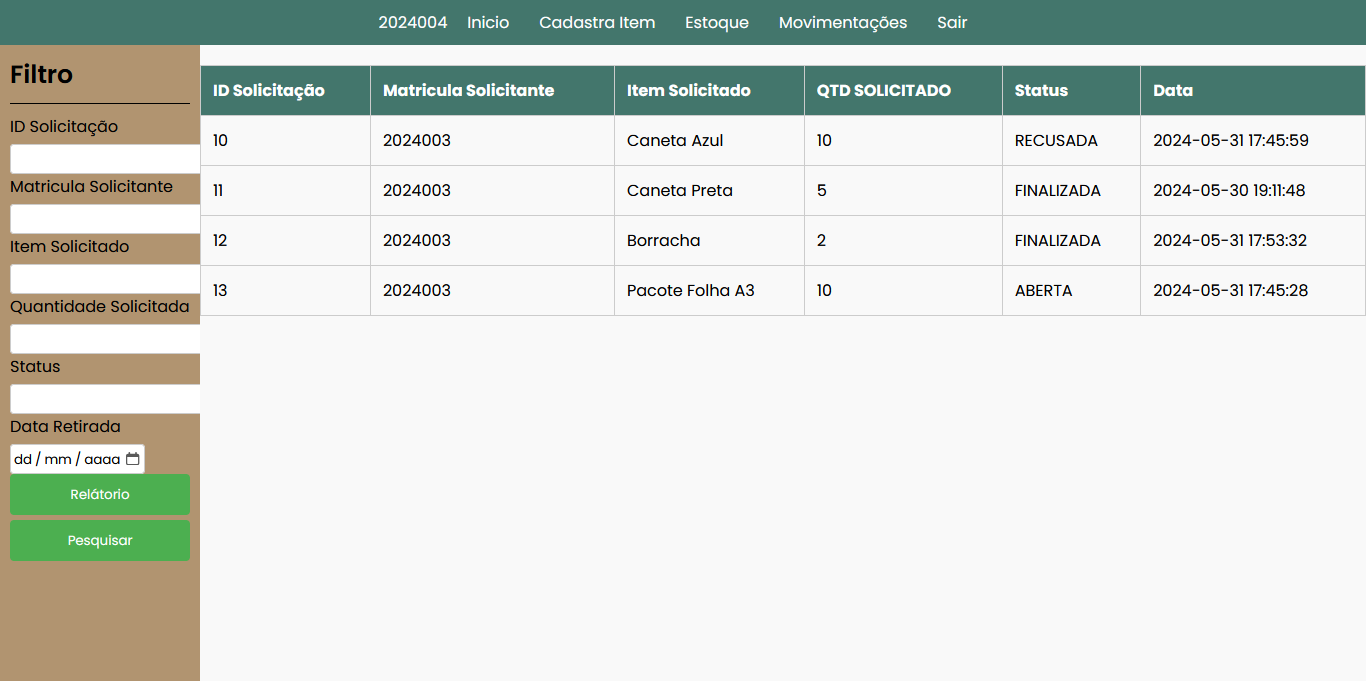 2024004 Inicio Cadastra Item Estoque Movimentações Sair
Filtro
ID Solicitação
Matricula Solicitante
Item Solicitado
Quantidade Solicitada
Status
Data Retirada
dd / mm / aaaa
Relátorio
Pesquisar
ID Solicitação Matricula Solicitante Item Solicitado QTD SOLICITADO Status Data
10 2024003 Caneta Azul 10 RECUSADA 2024-05-31 17:45:59
11 2024003 Caneta Preta 5 FINALIZADA 2024-05-30 19:11:48
12 2024003 Borracha 2 FINALIZADA 2024-05-31 17:53:32
13 2024003 Pacote Folha A3 10 ABERTA 2024-05-31 17:45:28